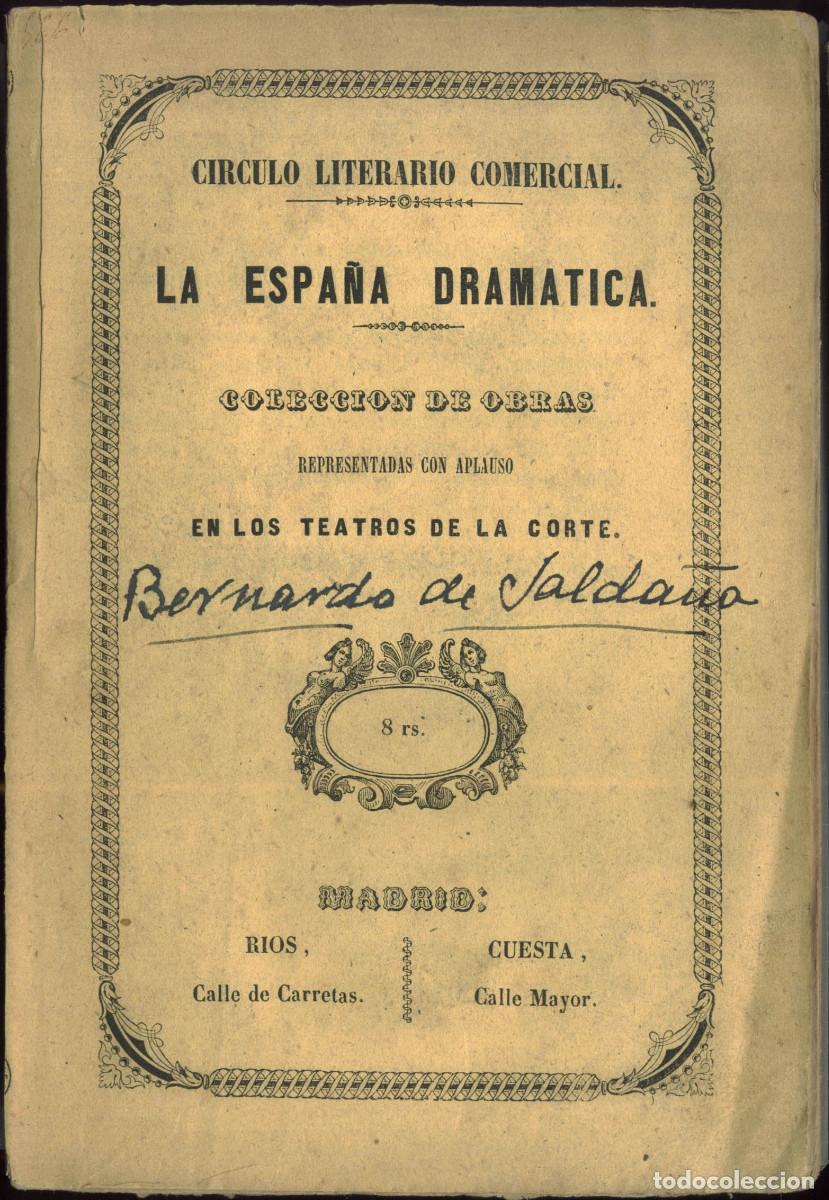 CIRCULO LITERARIO COMERCIAL.
LA ESPAÑA DRAMATICA.
COLECCION DE OBRAS
REPRESENTADAS CON APLAUSO
EN LOS TEATROS DE LA CORTE.
Bernardo de Saldaña
8 rs.
MADRID:
RIOS,
Calle de Carretas.
CUESTA,
Calle Mayor.
todocoleccion